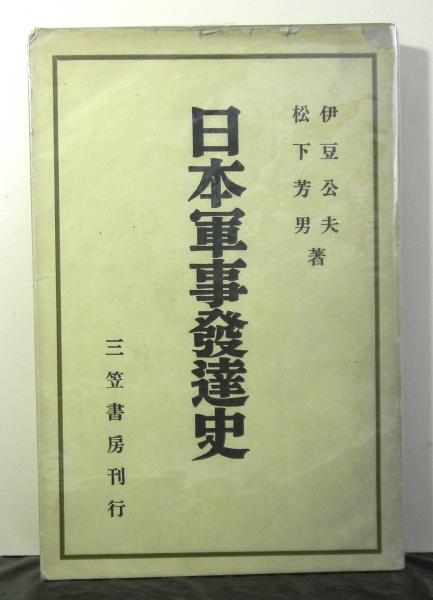 伊豆公夫
松下芳男
著
日本軍事發達史
三笠書房刊行